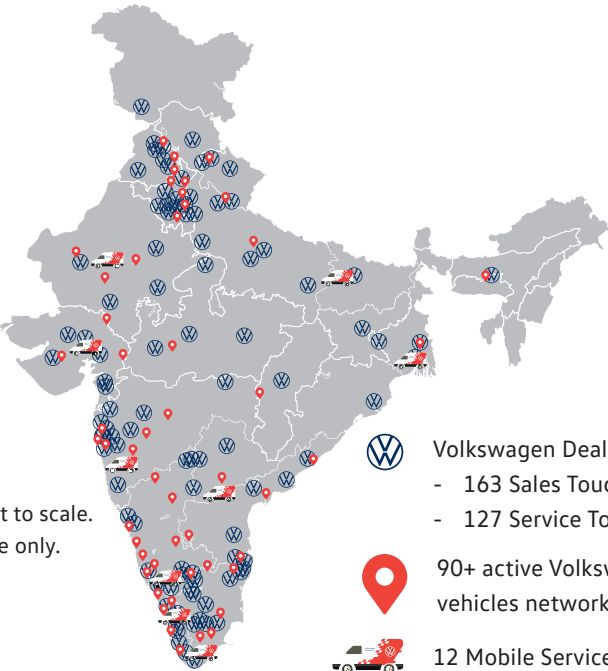 Volkswagen Deal
- 163 Sales Touc
- 127 Service To
t to scale.
e only.
90+ active Volksw
vehicles network
12 Mobile Service